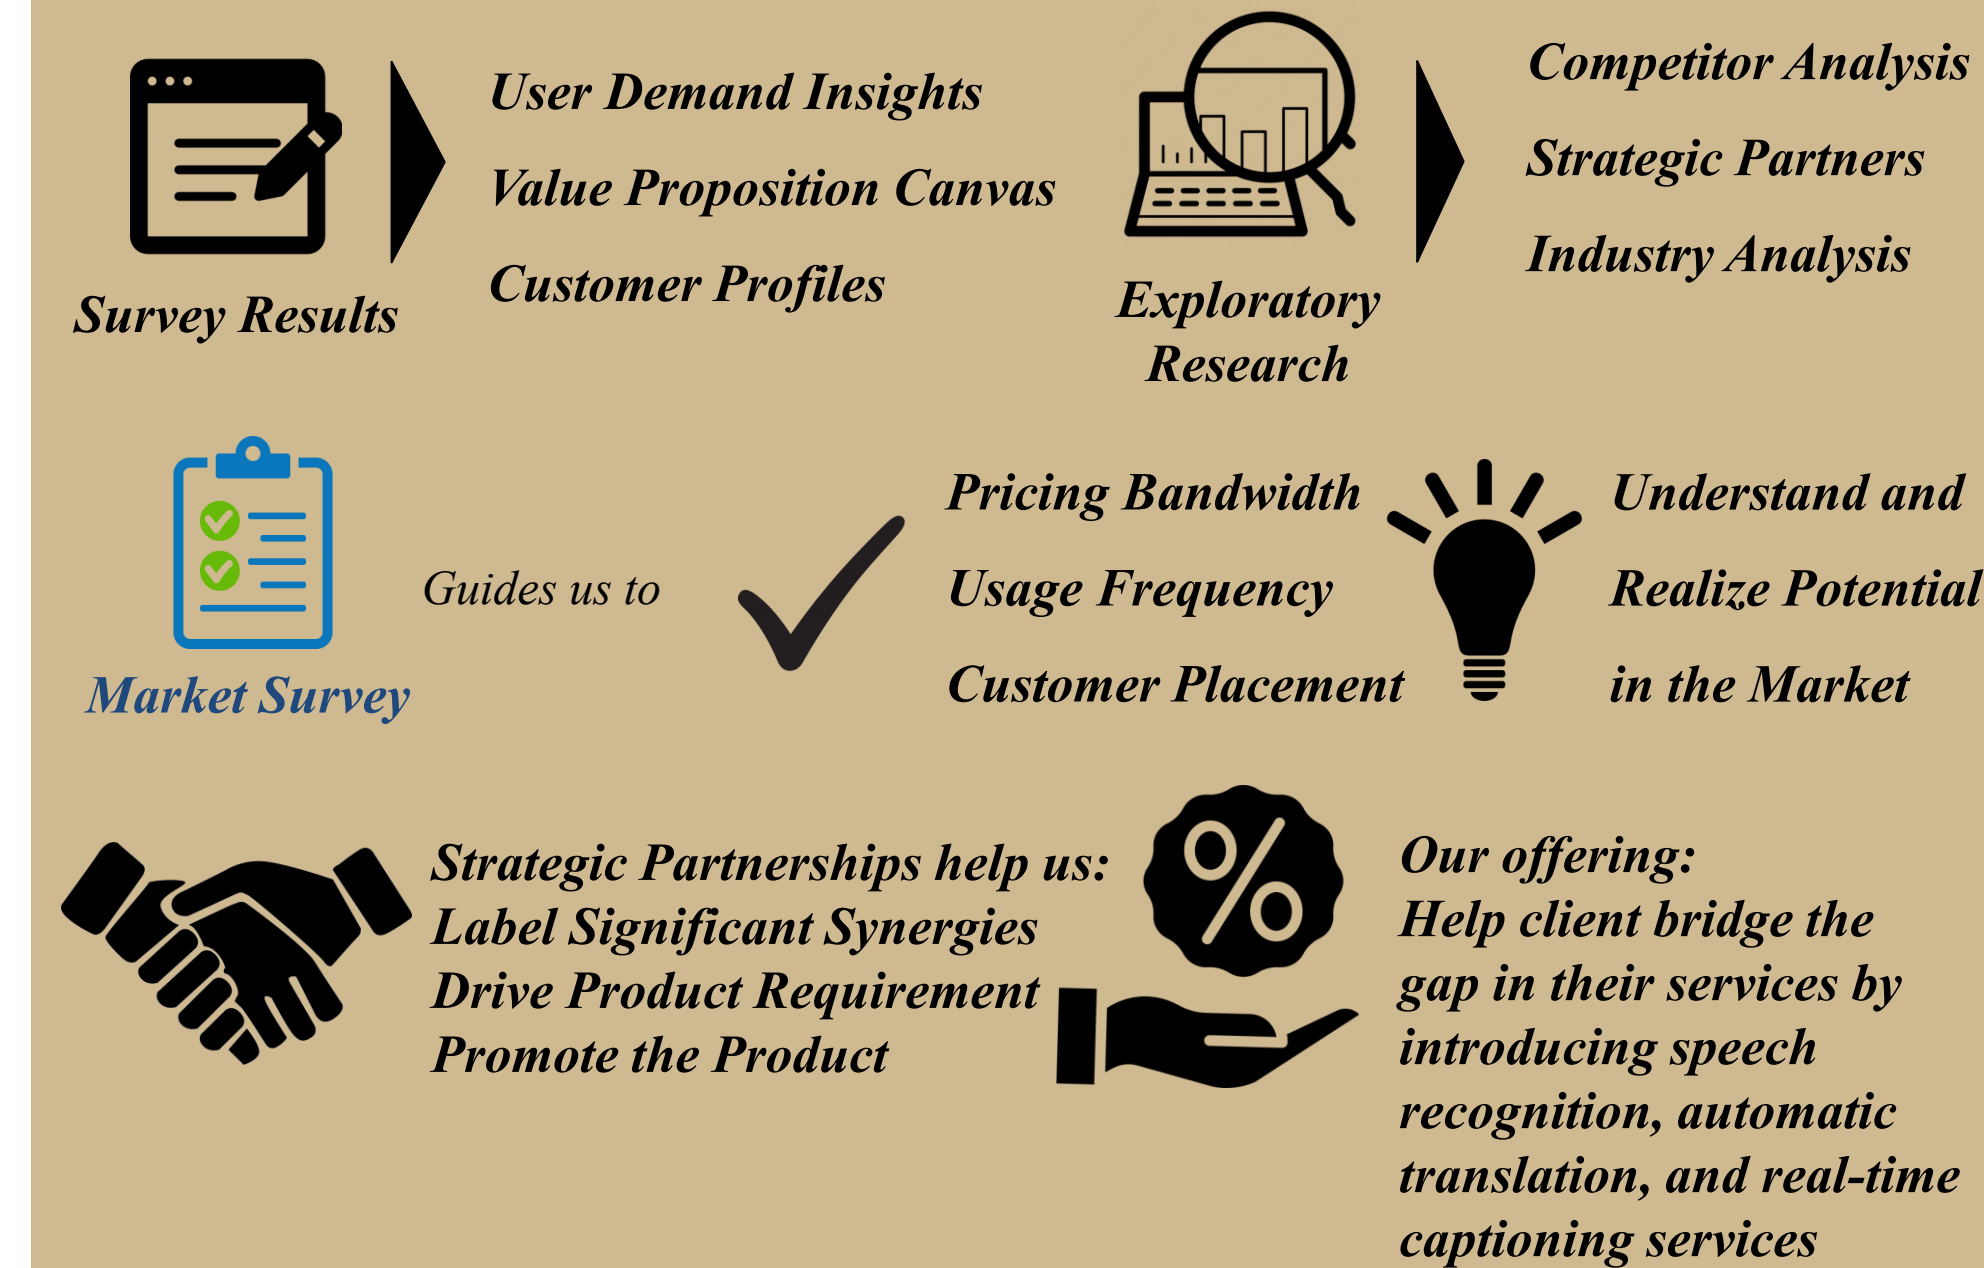 User Demand Insights
Value Proposition Canvas
Customer Profiles
Survey Results
Competitor Analysis
Strategic Partners
Industry Analysis
Exploratory
Research
Market Survey
Guides us to
Pricing Bandwidth
Usage Frequency
Customer Placement
Understand and
Realize Potential
in the Market
Strategic Partnerships help us:
Label Significant Synergies
Drive Product Requirement
Promote the Product
%
Our offering:
Help client bridge the
gap in their services by
introducing speech
recognition, automatic
translation, and real-time
captioning services